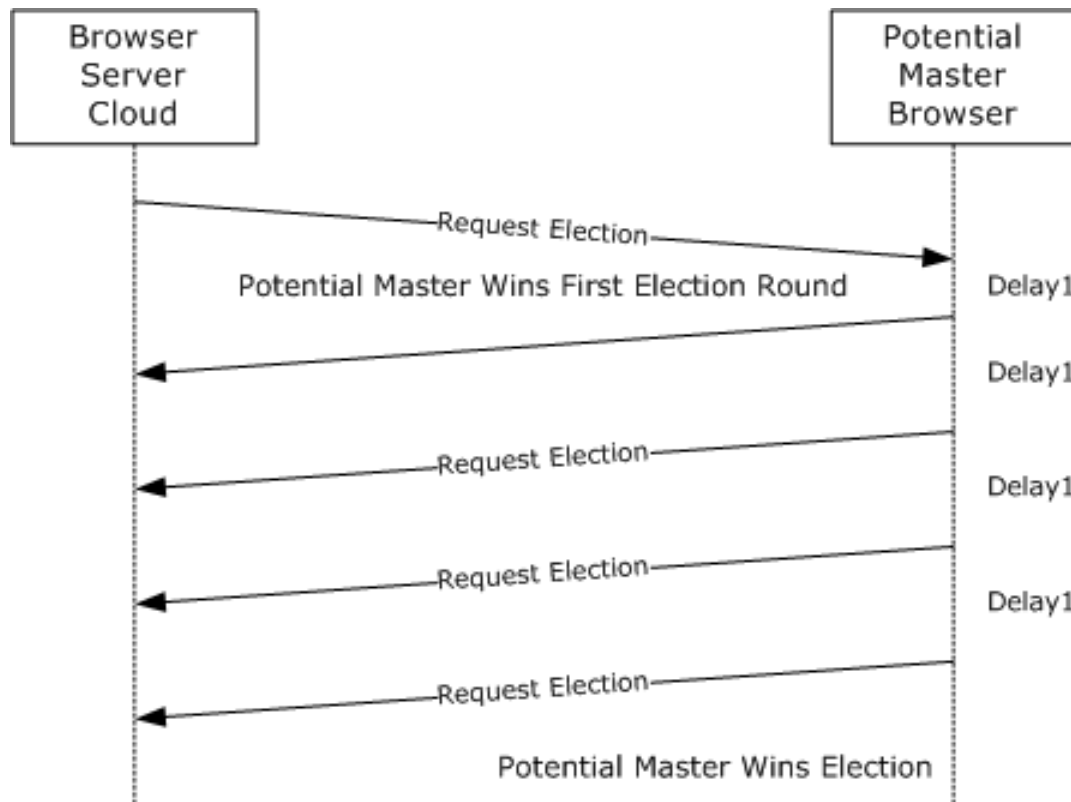 Browser
Server
Cloud
Potential
Master
Browser
Request Election
Potential Master Wins First Election Round
Delay1
Delay1
Request Election
Delay1
Request Election
Delay1
Request Election
Potential Master Wins Election